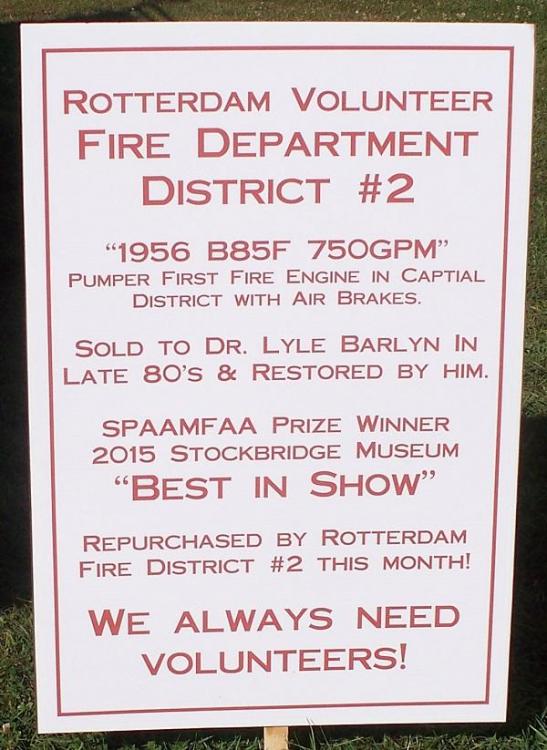 Rotterdam Volunteer
Fire Department
District #2
"1956 B85F 750GPM"
Pumper First Fire Engine in Captial
District with Air Brakes.
Sold to Dr. Lyle Barlyn In
Late 80's & Restored by him.
SPAAMFAA Prize Winner
2015 Stockbridge Museum
"Best in Show"
Repurchased by Rotterdam
Fire District #2 this month!
We always need
volunteers!